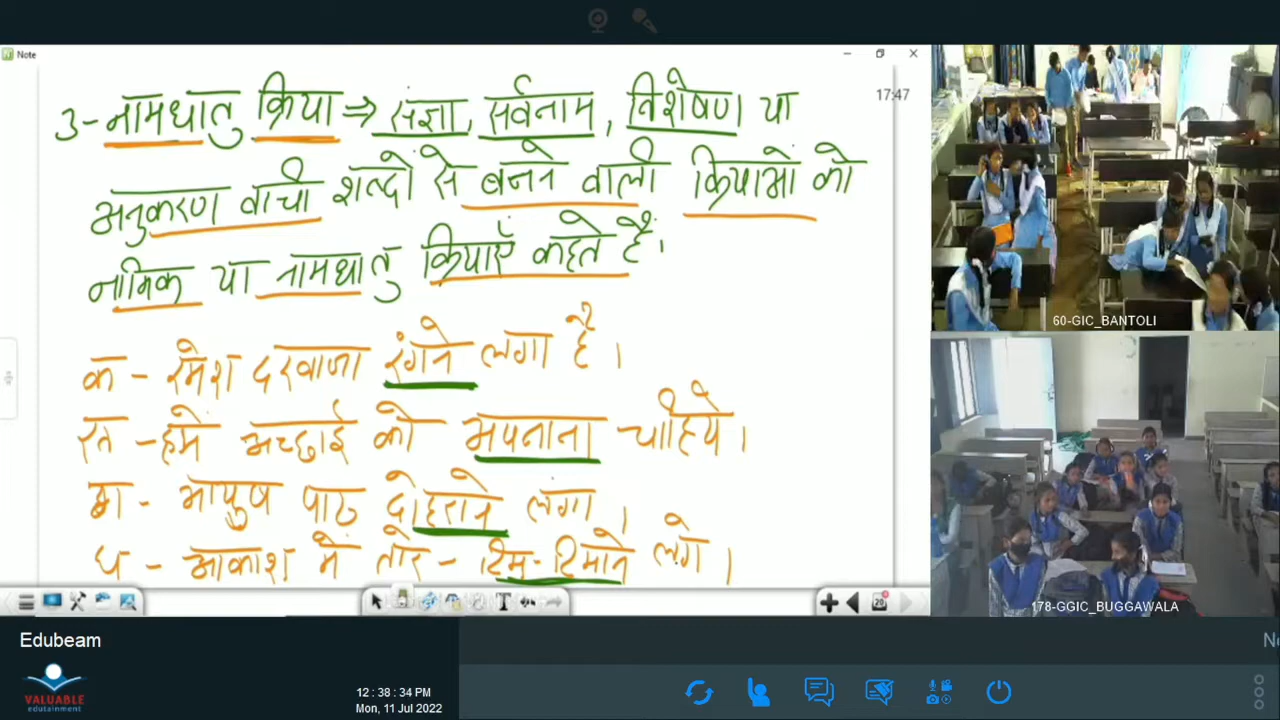 Note
17:47
3- नामधातु क्रिया ⇒ संज्ञा, सर्वनाम, विशेषण या
अनुकरण वाची शब्दों से बनने वाली क्रियाओं को
नामिक या नामधातु क्रियाएँ कहते हैं।
क - रमेश दरवाजा रंगने लगा है।
ख - हमें अच्छाई को अपनाना चाहिये।
ग - आयुष पाठ दोहराने लगा।
घ - आकाश में तारे - टिम-टिमाने लगे।
60-GIC_BANTOLI
178-GGIC_BUGGAWALA
T
20
Edubeam
VALUABLE
edutainment
12 : 38 : 34 PM
Mon, 11 Jul 2022